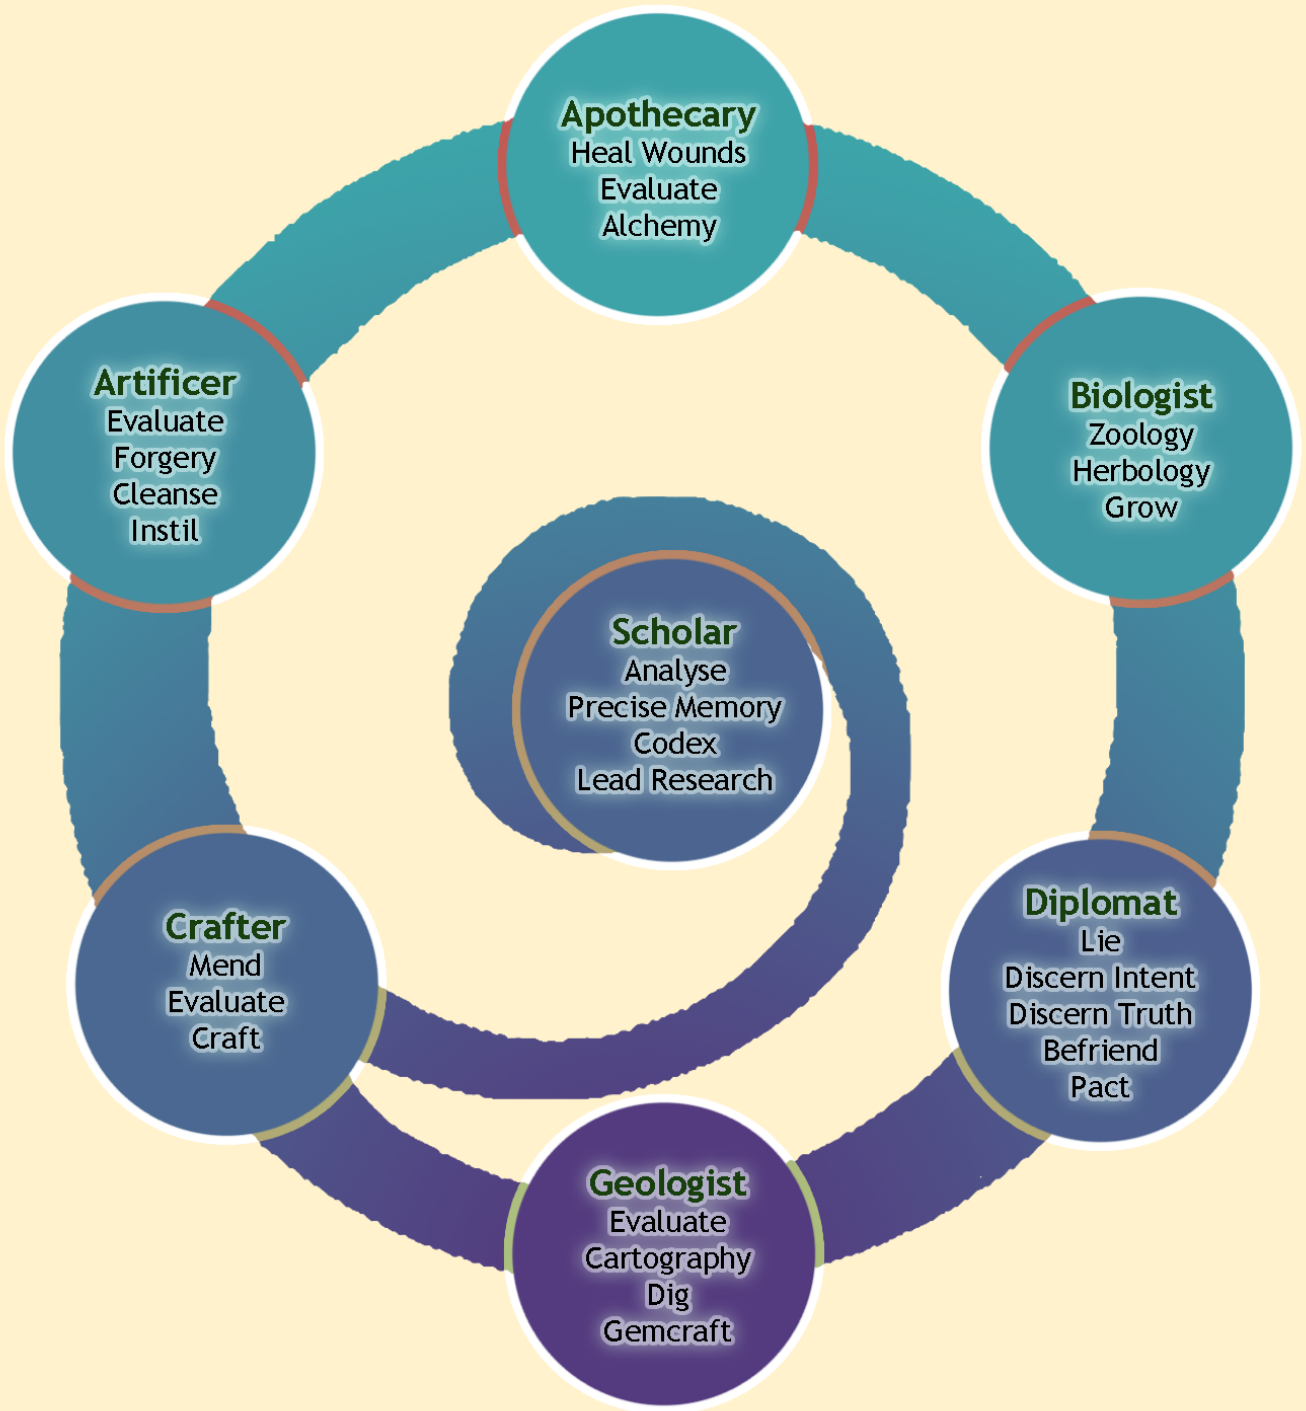 Apothecary
Heal Wounds
Evaluate
Alchemy
Artificer
Evaluate
Forgery
Cleanse
Instil
Biologist
Zoology
Herbology
Grow
Scholar
Analyse
Precise Memory
Codex
Lead Research
Crafter
Mend
Evaluate
Craft
Diplomat
Lie
Discern Intent
Discern Truth
Befriend
Pact
Geologist
Evaluate
Cartography
Dig
Gemcraft